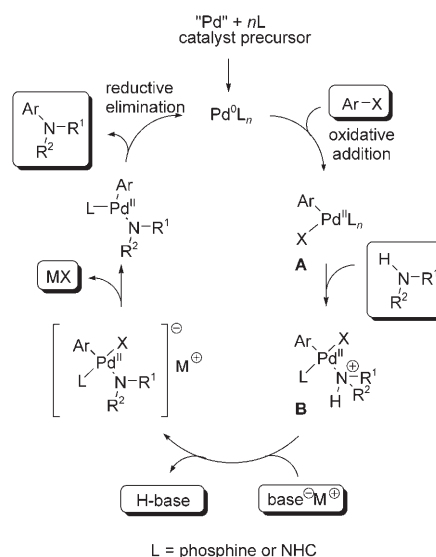 "Pd" + nL
catalyst precursor
reductive
elimination
Ar
N–R¹
R²
Pd⁰Lₙ
Ar–X
oxidative
addition
Ar
L–Pdᴵᴵ
N–R¹
R²
Ar
PdᴵᴵLₙ
X
A
H
N–R¹
R²
MX
Ar X
Pdᴵᴵ
L N–R¹
R²
⊖
M⊕
Ar X
Pdᴵᴵ
L ⊕
N–R¹
H R²
B
H-base
base⊖M⊕
L = phosphine or NHC